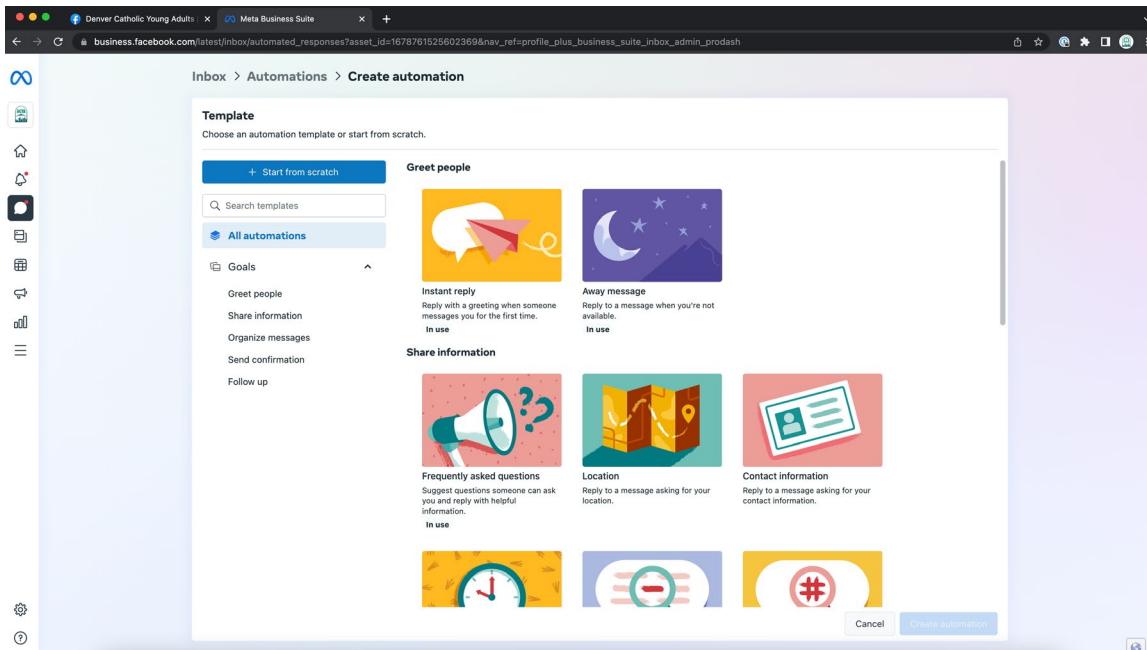 Denver Catholic Young Adults
Meta Business Suite
business.facebook.com/latest/inbox/automated_responses?asset_id=1678761525602369&nav_ref=profile_plus_business_suite_inbox_admin_prodash
Inbox > Automations > Create automation
Template
Choose an automation template or start from scratch.
+ Start from scratch
Search templates
All automations
Goals
Greet people
Share information
Organize messages
Send confirmation
Follow up
Greet people
Instant reply
Reply with a greeting when someone
messages you for the first time.
In use
Away message
Reply to a message when you're not
available.
In use
Share information
Frequently asked questions
Suggest questions someone can ask
you and reply with helpful
information.
In use
Location
Reply to a message asking for your
location.
Contact information
Reply to a message asking for your
contact information.
Cancel
Create automation